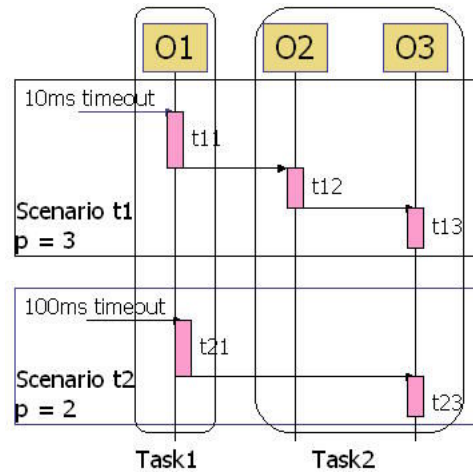 O1 O2 O3
10ms timeout
t11
t12
Scenario t1
t13
p = 3
100ms timeout
t21
Scenario t2
t23
p = 2
Task1 Task2